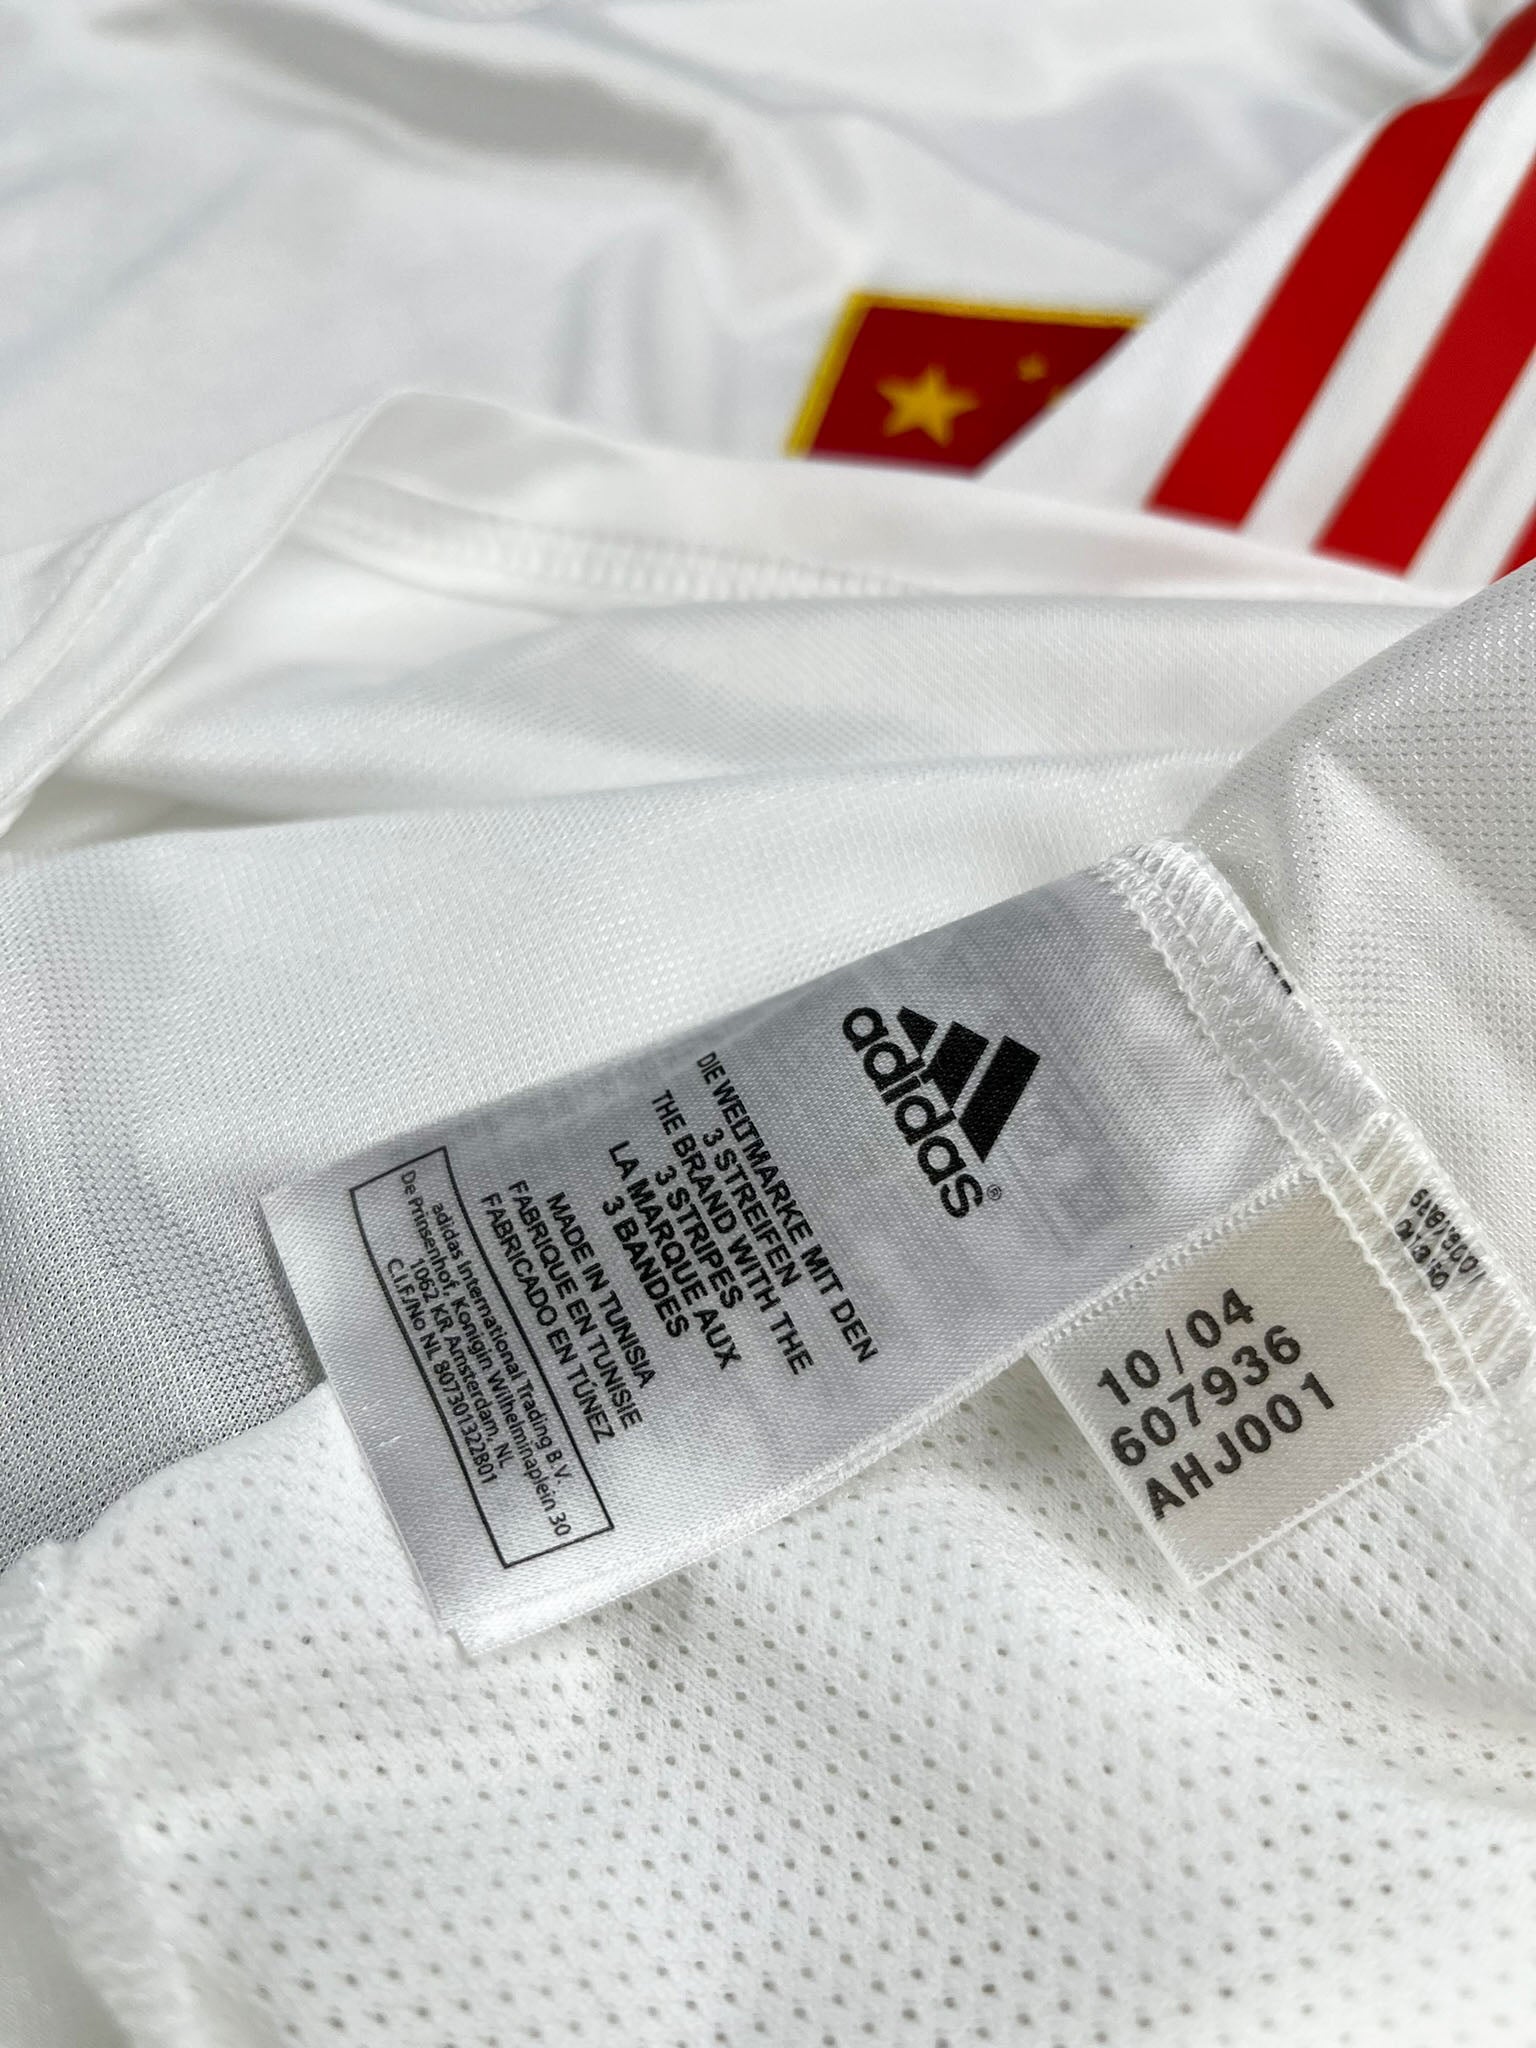 adidas®
DIE WELTMARKE MIT DEN
3 STREIFEN
THE BRAND WITH THE
3 STRIPES
LA MARQUE AUX
3 BANDES
MADE IN TUNISIA
FABRIQUE EN TUNISIE
FABRICADO EN TÚNEZ
adidas International Trading B.V.
De Prinsenhof, Konigin Wilhelminaplein 30
1062 KR Amsterdam, NL
C.I.F./No NL 807301322B01
10/04
607936
AHJ001